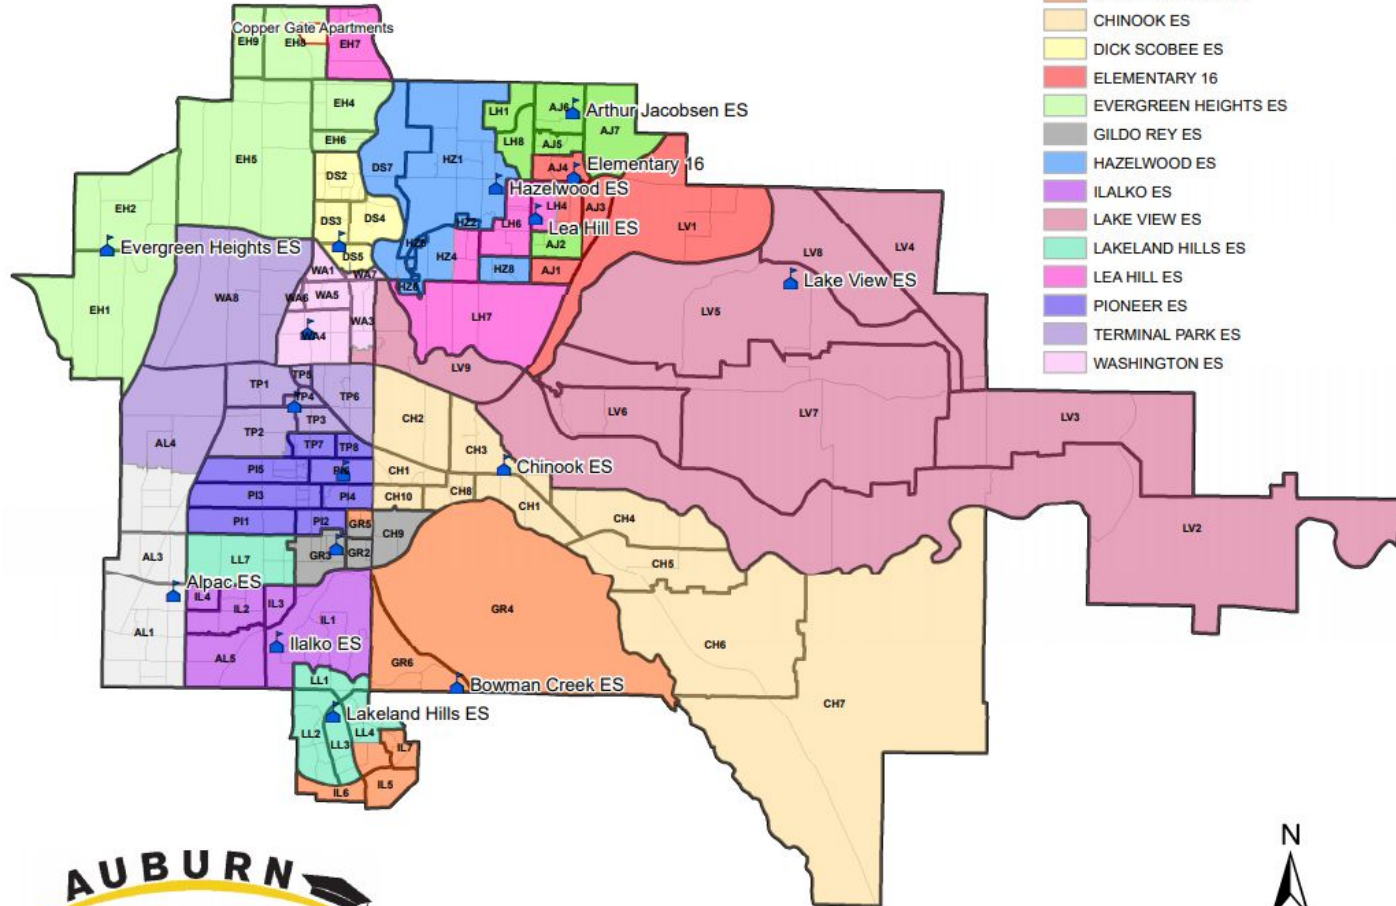 CHINOOK ES
DICK SCOBEE ES
ELEMENTARY 16
EVERGREEN HEIGHTS ES
GILDO REY ES
HAZELWOOD ES
ILALKO ES
LAKE VIEW ES
LAKELAND HILLS ES
LEA HILL ES
PIONEER ES
TERMINAL PARK ES
WASHINGTON ES
Copper Gate Apartments
EH9
EH8
EH7
EH4
EH6
EH5
EH2
EH1
Evergreen Heights ES
DS2
DS3
DS4
DS5
DS7
HZ1
HZ2
HZ4
HZ8
LH1
LH8
AJ6
Arthur Jacobsen ES
AJ5
AJ7
AJ4
Elementary 16
Hazelwood ES
LH4
AJ3
LH6
Lea Hill ES
AJ2
AJ1
LH7
LV1
LV8
LV4
Lake View ES
LV5
LV9
LV6
LV7
LV3
LV2
WA8
WA1
WA7
WA6
WA5
WA3
WA4
TP5
TP1
TP4
TP6
TP3
TP2
TP7
TP8
AL4
PI5
PI3
PI4
PI1
PI2
GR5
CH2
CH3
Chinook ES
CH1
CH8
CH10
CH1
CH9
CH4
CH5
CH6
CH7
GR3
GR2
GR4
GR6
AL3
LL7
Alpac ES
AL1
IL4
IL2
IL3
IL1
Ilalko ES
AL5
Bowman Creek ES
LL1
Lakeland Hills ES
LL2
LL3
LL4
IL7
IL5
IL6
AUBURN
N